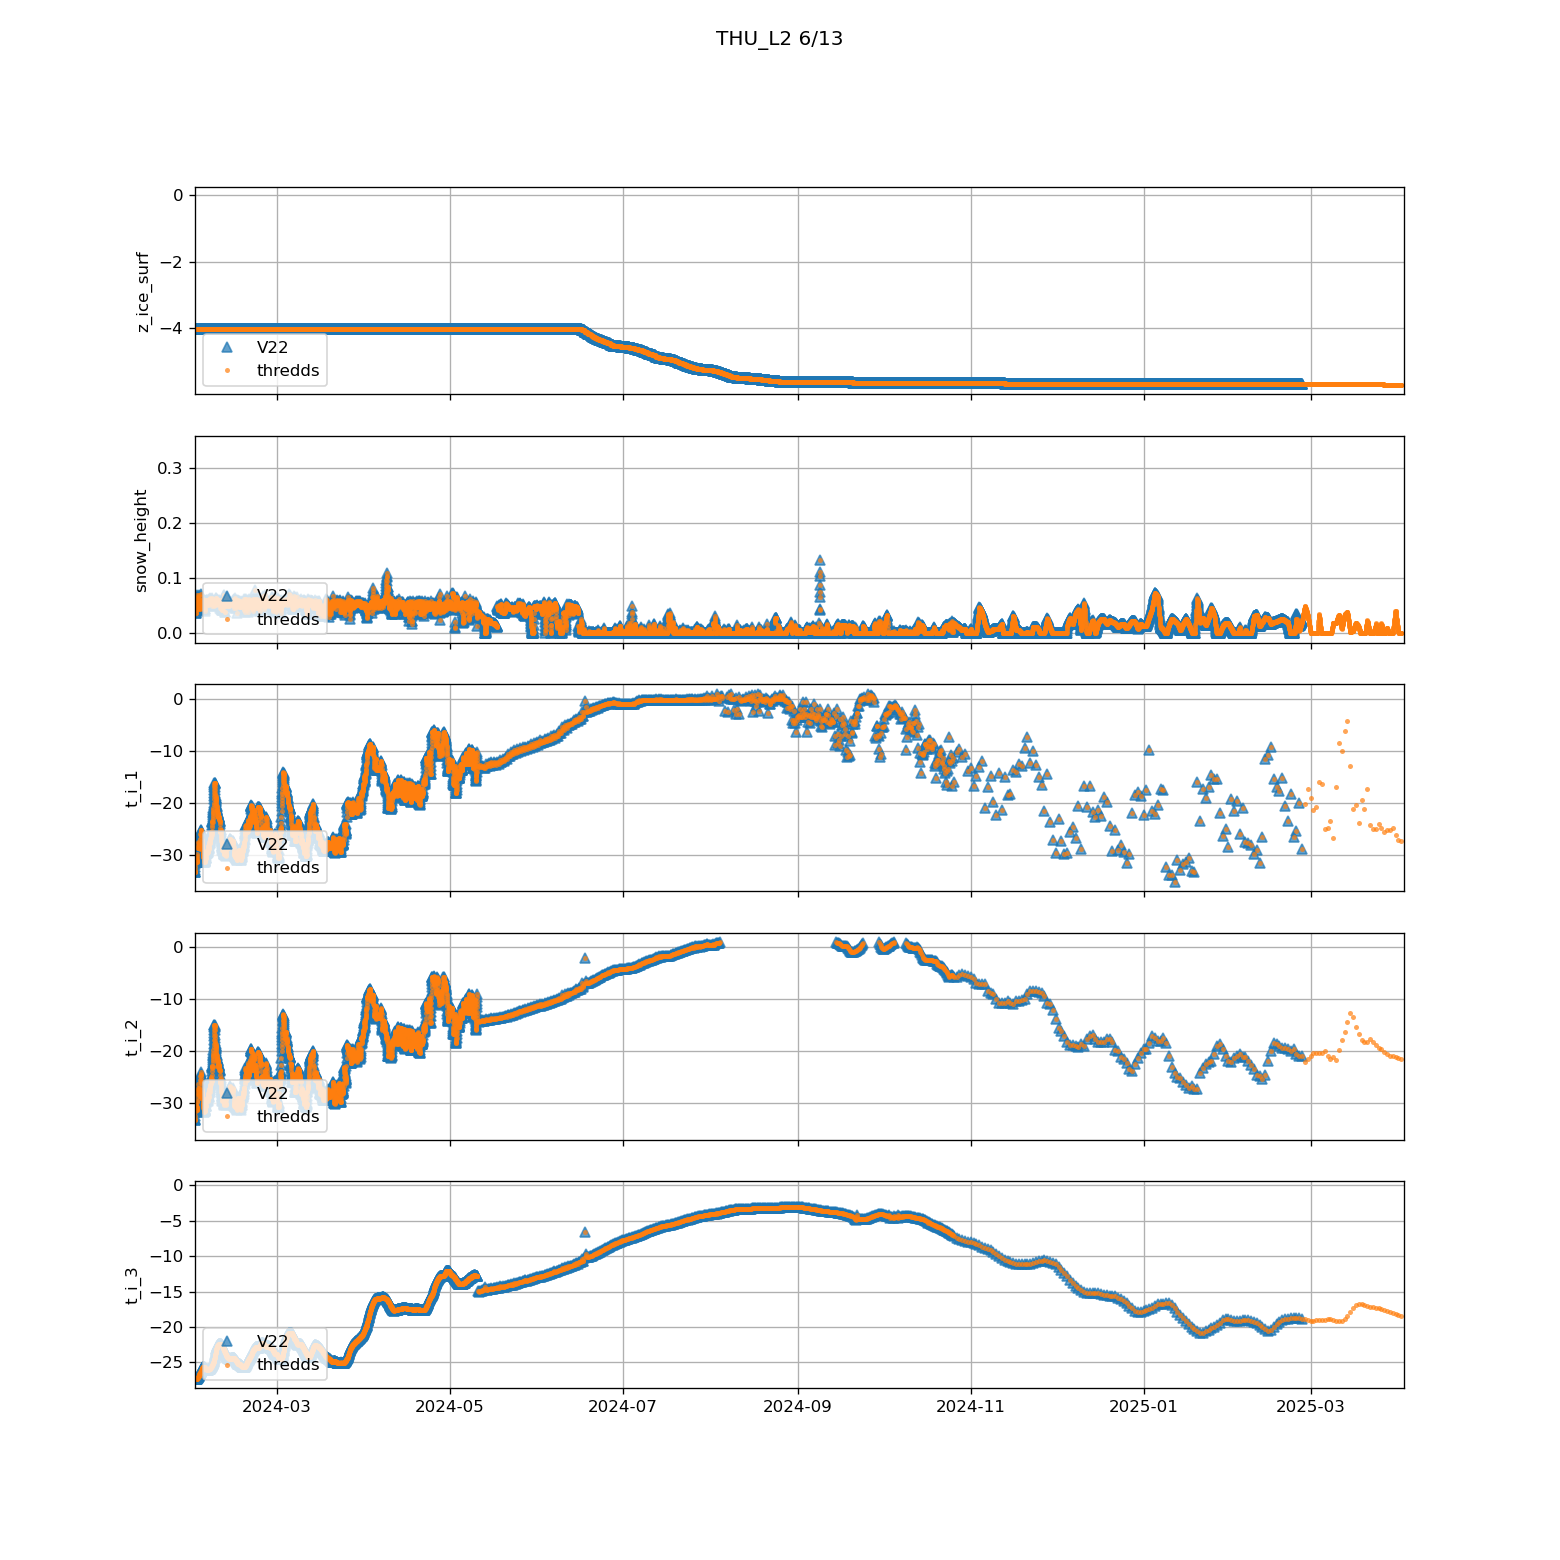 THU_L2 6/13
z_ice_surf
0
−2
−4
V22
thredds
snow_height
0.3
0.2
0.1
0.0
V22
thredds
t_i_1
0
−10
−20
−30
V22
thredds
t_i_2
0
−10
−20
−30
V22
thredds
t_i_3
0
−5
−10
−15
−20
−25
V22
thredds
2024-03 2024-05 2024-07 2024-09 2024-11 2025-01 2025-03